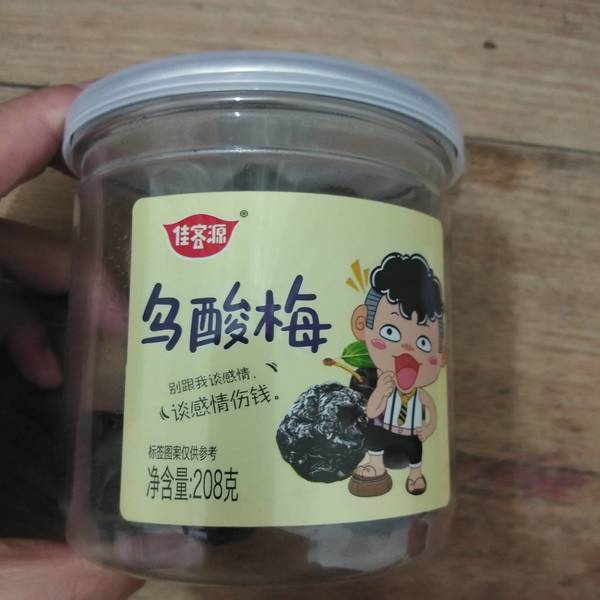 佳客源®
乌酸梅
别跟我谈感情,
谈感情伤钱。
标签图案仅供参考
净含量:208克